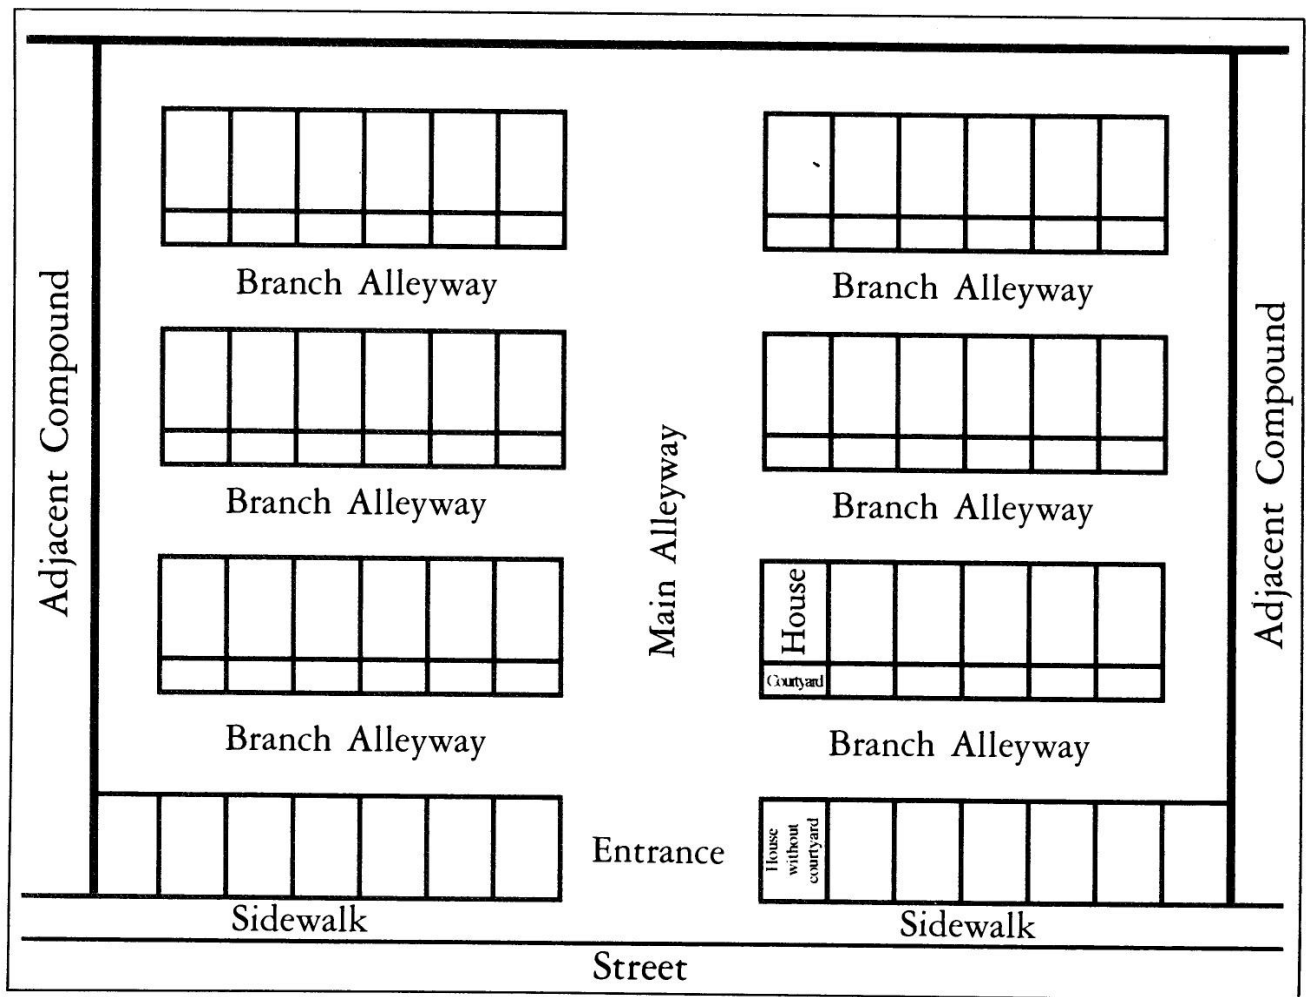 Branch Alleyway
Branch Alleyway
Adjacent Compound
Adjacent Compound
Branch Alleyway
Branch Alleyway
Main Alleyway
House
Courtyard
Branch Alleyway
Branch Alleyway
Entrance
House
without
courtyard
Sidewalk
Sidewalk
Street